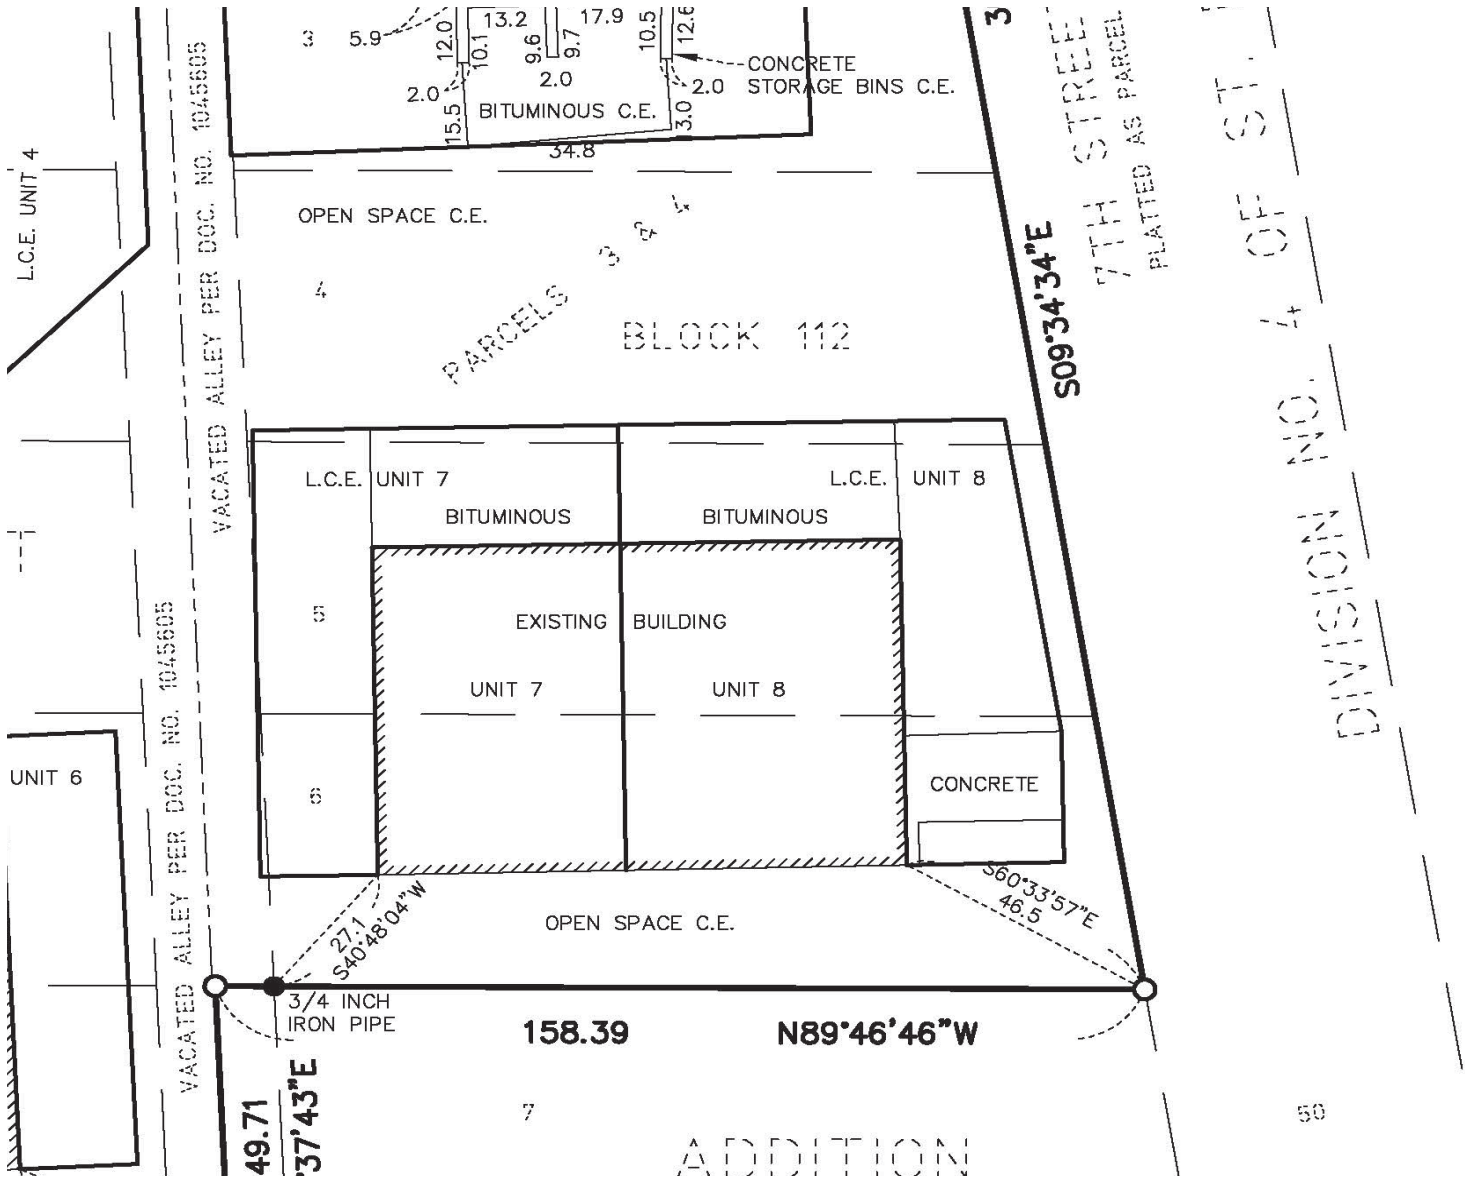 3
5.9
12.0
10.1
13.2
9.6
9.7
17.9
10.5
12.6
CONCRETE
STORAGE BINS C.E.
2.0
2.0
2.0
15.5
BITUMINOUS C.E.
3.0
34.8
7TH STREE
PLATTED AS PARCEL
L.C.E. UNIT 4
VACATED ALLEY PER DOC. NO. 1045605
OPEN SPACE C.E.
4
PARCELS 3 & 4
BLOCK 112
S09°34'34"E
DIVISION NO. 4 OF ST.
L.C.E. UNIT 7
L.C.E. UNIT 8
BITUMINOUS
BITUMINOUS
5
EXISTING BUILDING
UNIT 7
UNIT 8
VACATED ALLEY PER DOC. NO. 1045605
UNIT 6
6
CONCRETE
27.1
S40°48'04"W
OPEN SPACE C.E.
S60°33'57"E
46.5
3/4 INCH
IRON PIPE
158.39 N89°46'46"W
49.71
37'43"E
7
50
ADDITION